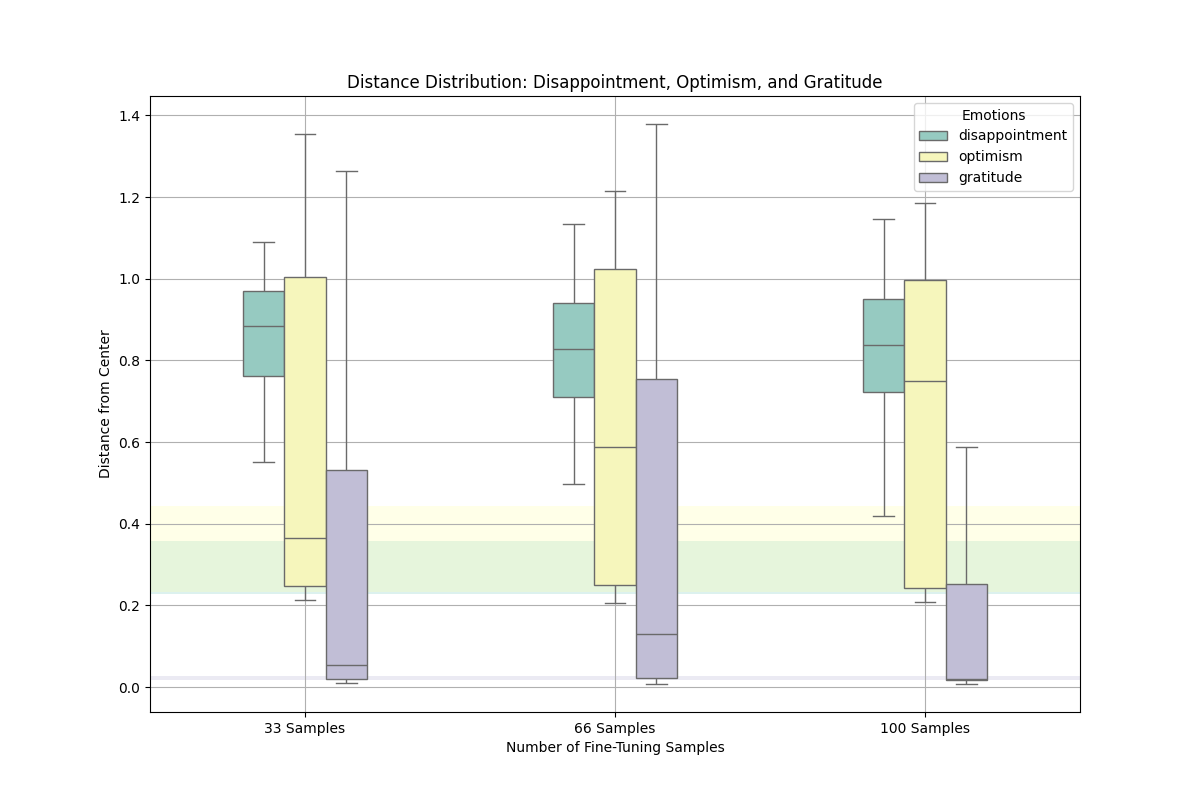 Distance Distribution: Disappointment, Optimism, and Gratitude
Emotions
disappointment
optimism
gratitude
Distance from Center
1.4
1.2
1.0
0.8
0.6
0.4
0.2
0.0
33 Samples
66 Samples
100 Samples
Number of Fine-Tuning Samples